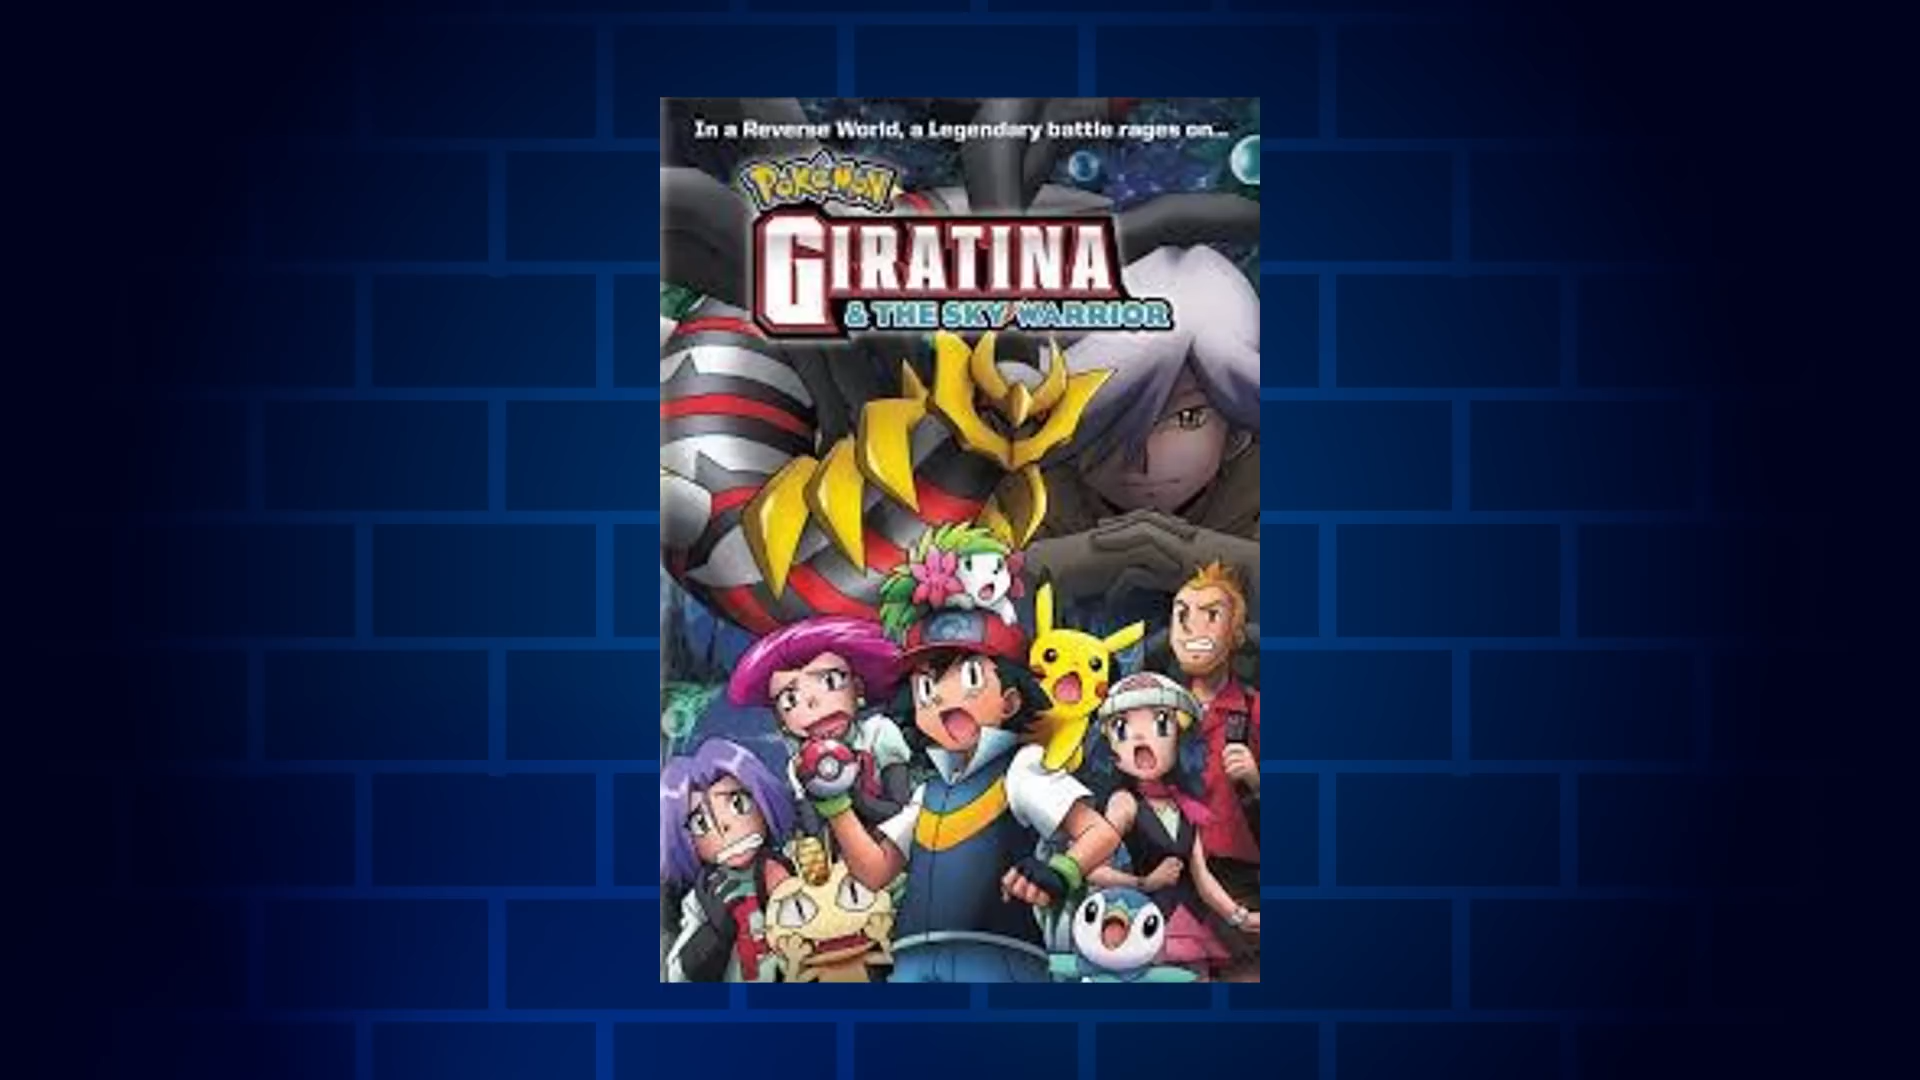 In a Reverse World, a Legendary battle rages on...
POKéMON
GIRATINA
& THE SKY WARRIOR